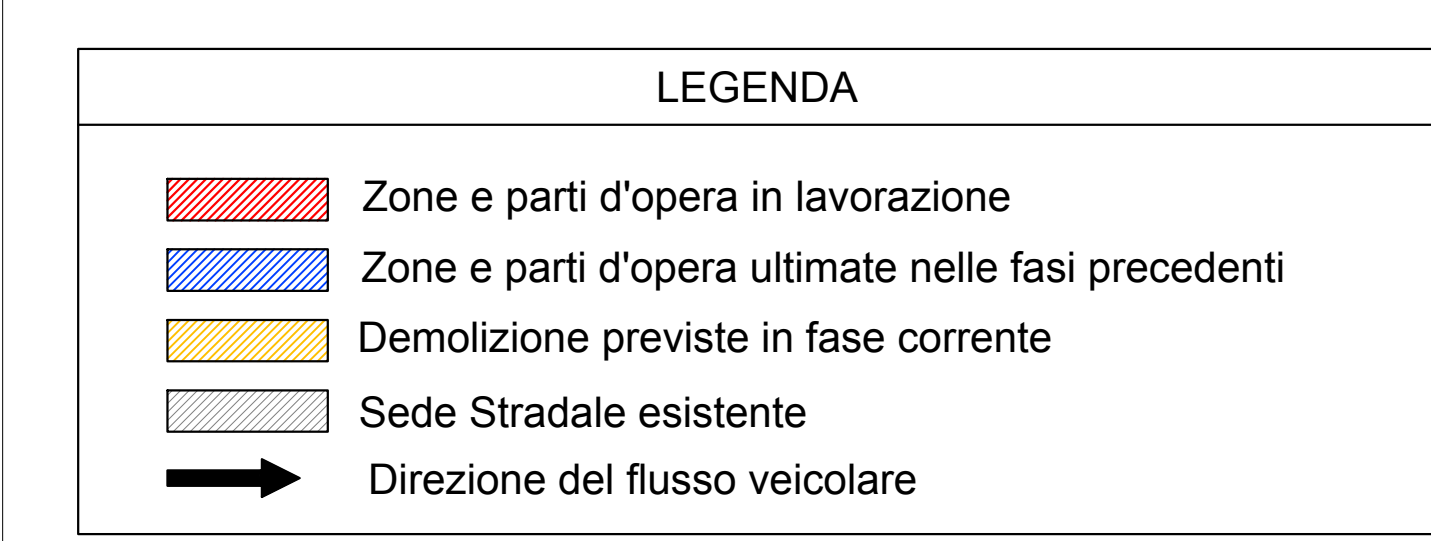 LEGENDA
Zone e parti d'opera in lavorazione
Zone e parti d'opera ultimate nelle fasi precedenti
Demolizione previste in fase corrente
Sede Stradale esistente
Direzione del flusso veicolare